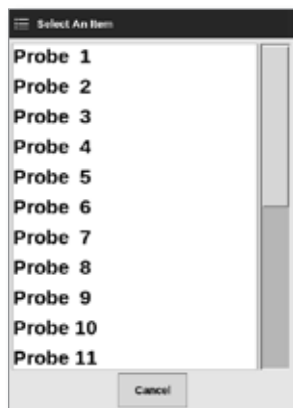 Select An Item
Probe 1
Probe 2
Probe 3
Probe 4
Probe 5
Probe 6
Probe 7
Probe 8
Probe 9
Probe 10
Probe 11
Cancel